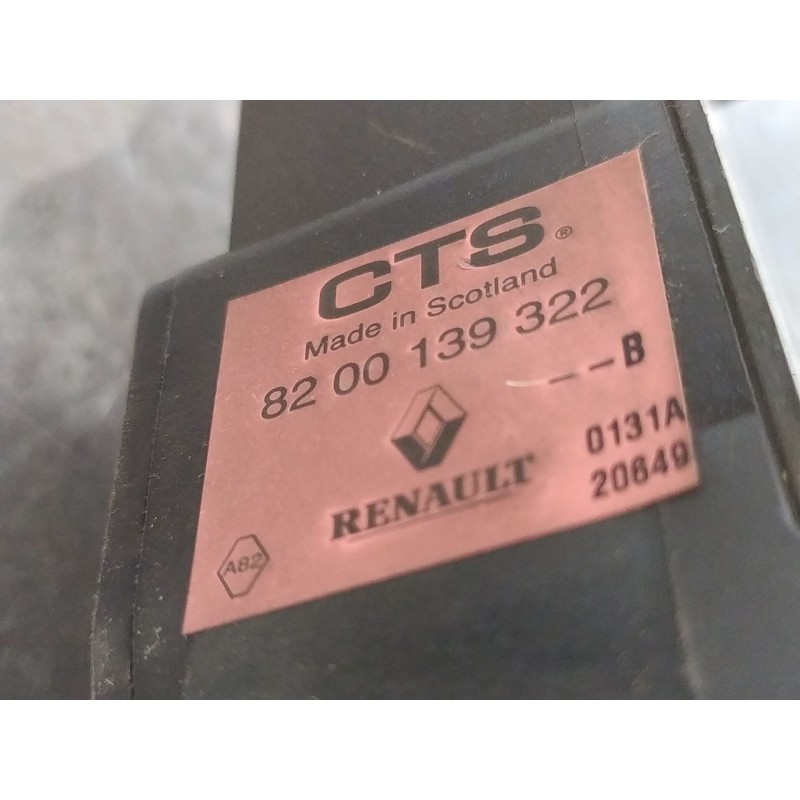 CTS®
Made in Scotland
82 00 139 322
– – B
0131A
20649
RENAULT
A82